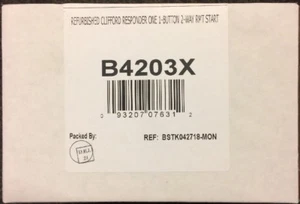 REFURBISHED CLIFFORD RESPONDER ONE 1-BUTTON 2-WAY RPT START
B4203X
0 93207 07631 2
Packed By:
REF: BSTK042718-MON